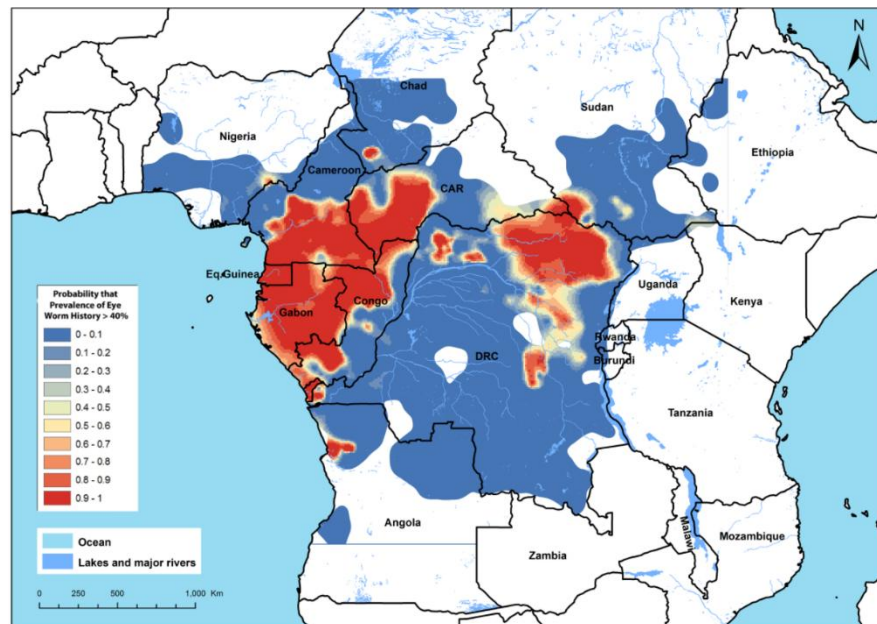 N
Chad
Sudan
Nigeria
Ethiopia
Cameroon
CAR
Eq.Guinea
Gabon
Congo
Uganda
Kenya
Rwanda
Burundi
DRC
Tanzania
Angola
Zambia
Malawi
Mozambique
Probability that
Prevalence of Eye
Worm History > 40%
0 - 0.1
0.1 - 0.2
0.2 - 0.3
0.3 - 0.4
0.4 - 0.5
0.5 - 0.6
0.6 - 0.7
0.7 - 0.8
0.8 - 0.9
0.9 - 1
Ocean
Lakes and major rivers
0 250 500 1,000 Km